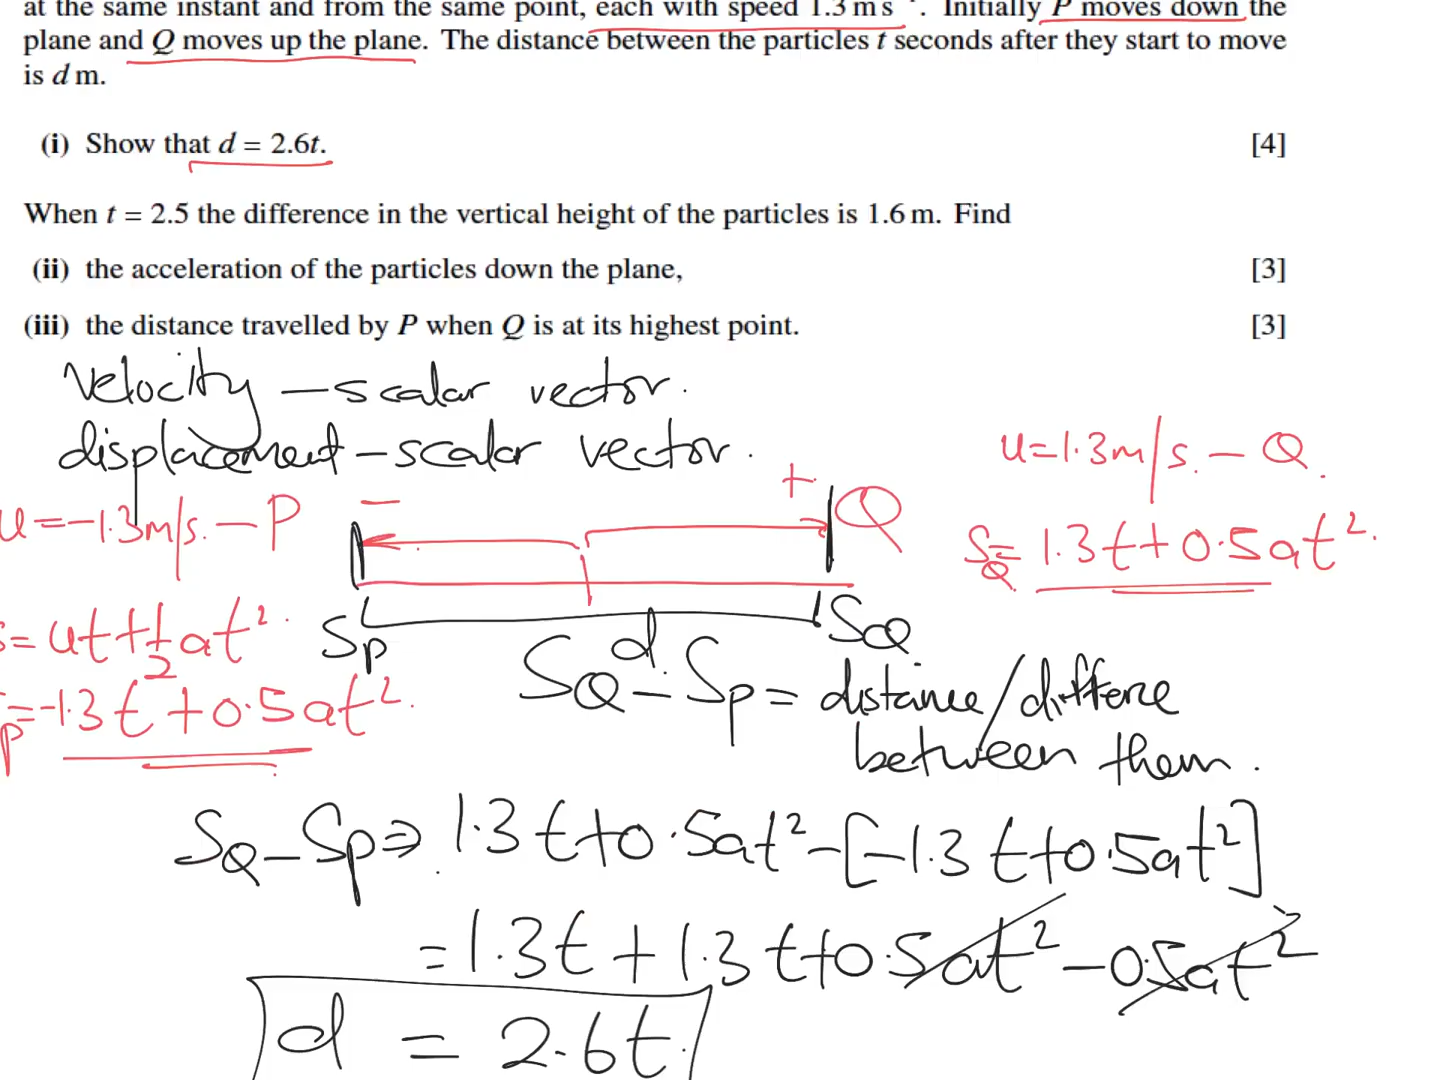 at the same instant and from the same point, each with speed 1.3 m s⁻¹. Initially P moves down the
plane and Q moves up the plane. The distance between the particles t seconds after they start to move
is d m.
(i) Show that d = 2.6t. [4]
When t = 2.5 the difference in the vertical height of the particles is 1.6 m. Find
(ii) the acceleration of the particles down the plane, [3]
(iii) the distance travelled by P when Q is at its highest point. [3]
Velocity – scalar vector.
displacement – scalar vector.
u=1.3m/s. – Q.
u=-1.3m/s. – P
– + Q
S_Q= 1.3t+0.5at².
s= ut+½at².
Sp d. SQ
SQ – Sp = distance/differene
between them.
p=-1.3t+0.5at².
SQ – Sp ⇒ 1.3t+0.5at² – [–1.3t+0.5at²]
= 1.3t + 1.3t+0.5at² – 0.5at²
d = 2.6t.